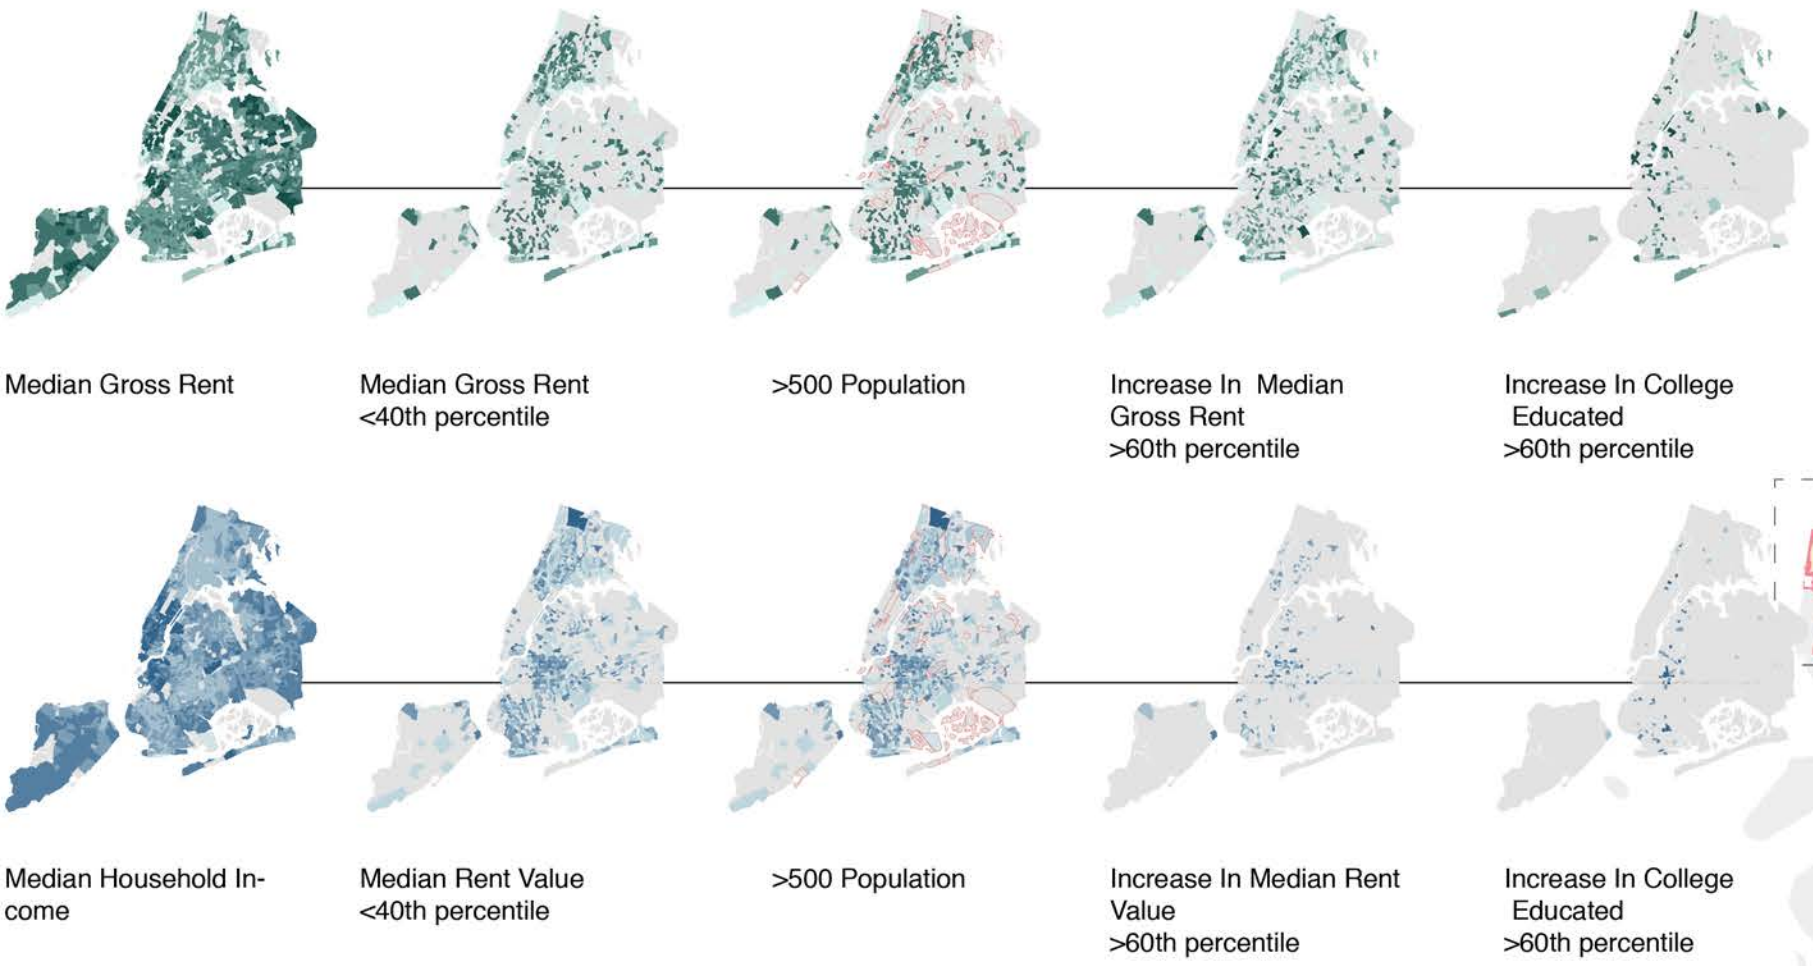 Median Gross Rent
Median Gross Rent
<40th percentile
>500 Population
Increase In  Median
Gross Rent
>60th percentile
Increase In College
Educated
>60th percentile
Median Household In-
come
Median Rent Value
<40th percentile
>500 Population
Increase In Median Rent
Value
>60th percentile
Increase In College
Educated
>60th percentile